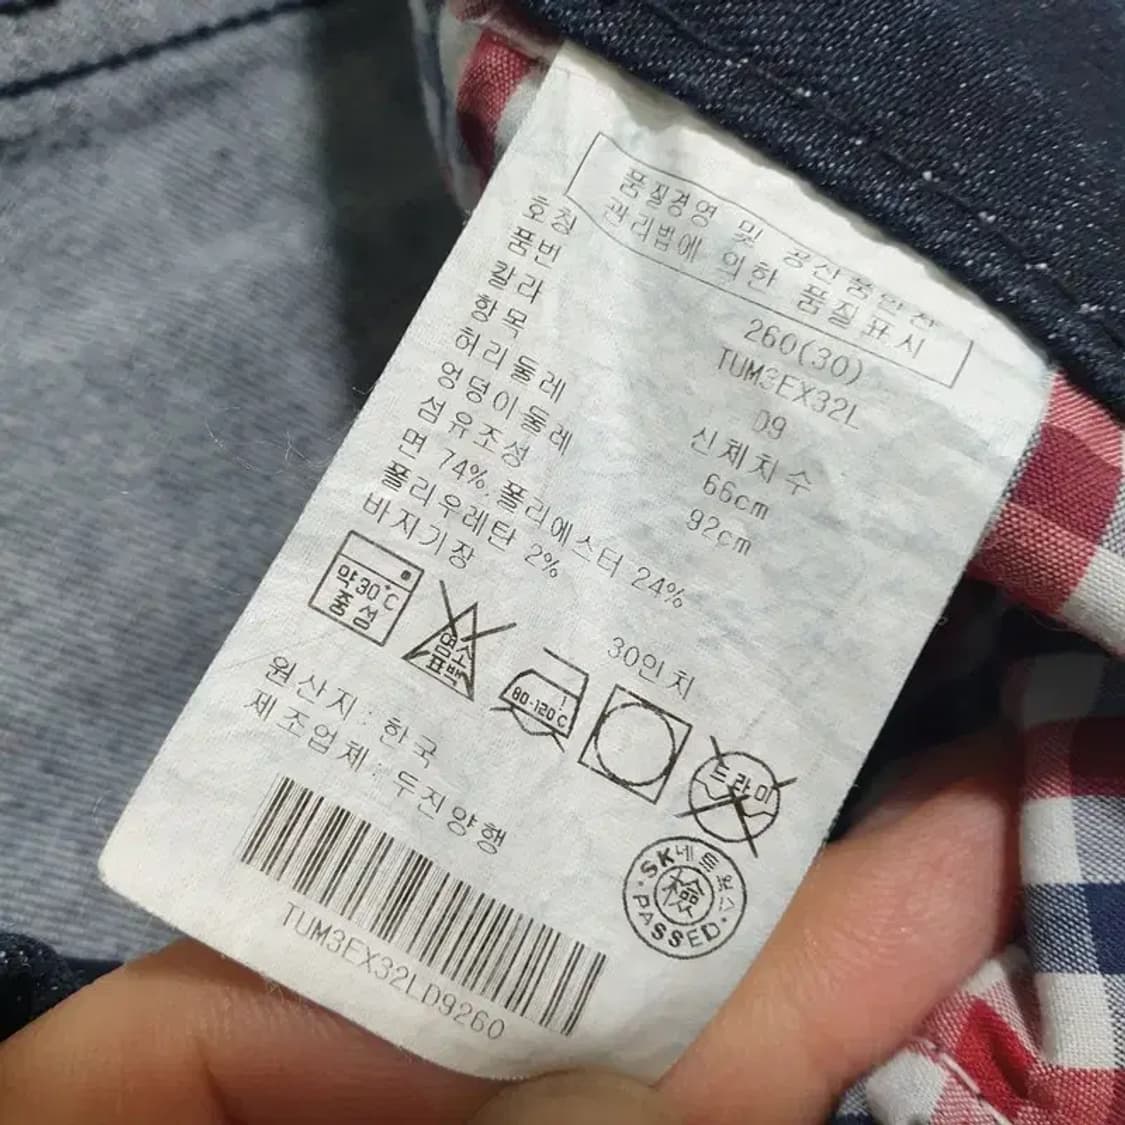 품질경영 및 공산품안전
관리법에 의한 품질표시
호칭 260(30)
품번 TUM3EX32L
칼라 D9
항목 신체치수
허리둘레 66cm
엉덩이둘레 92cm
섬유조성
면 74%, 폴리에스터 24%
폴리우레탄 2%
바지기장 30인치
약30℃
중성
염소
표백
80-120℃
드라이
원산지 : 한국
제조업체 : 두진양행
SK네트웍스
檢
PASSED
TUM3EX32LD9260